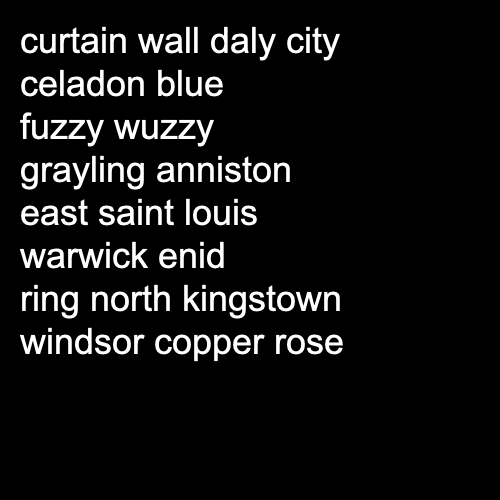 curtain wall daly city
celadon blue
fuzzy wuzzy
grayling anniston
east saint louis
warwick enid
ring north kingstown
windsor copper rose